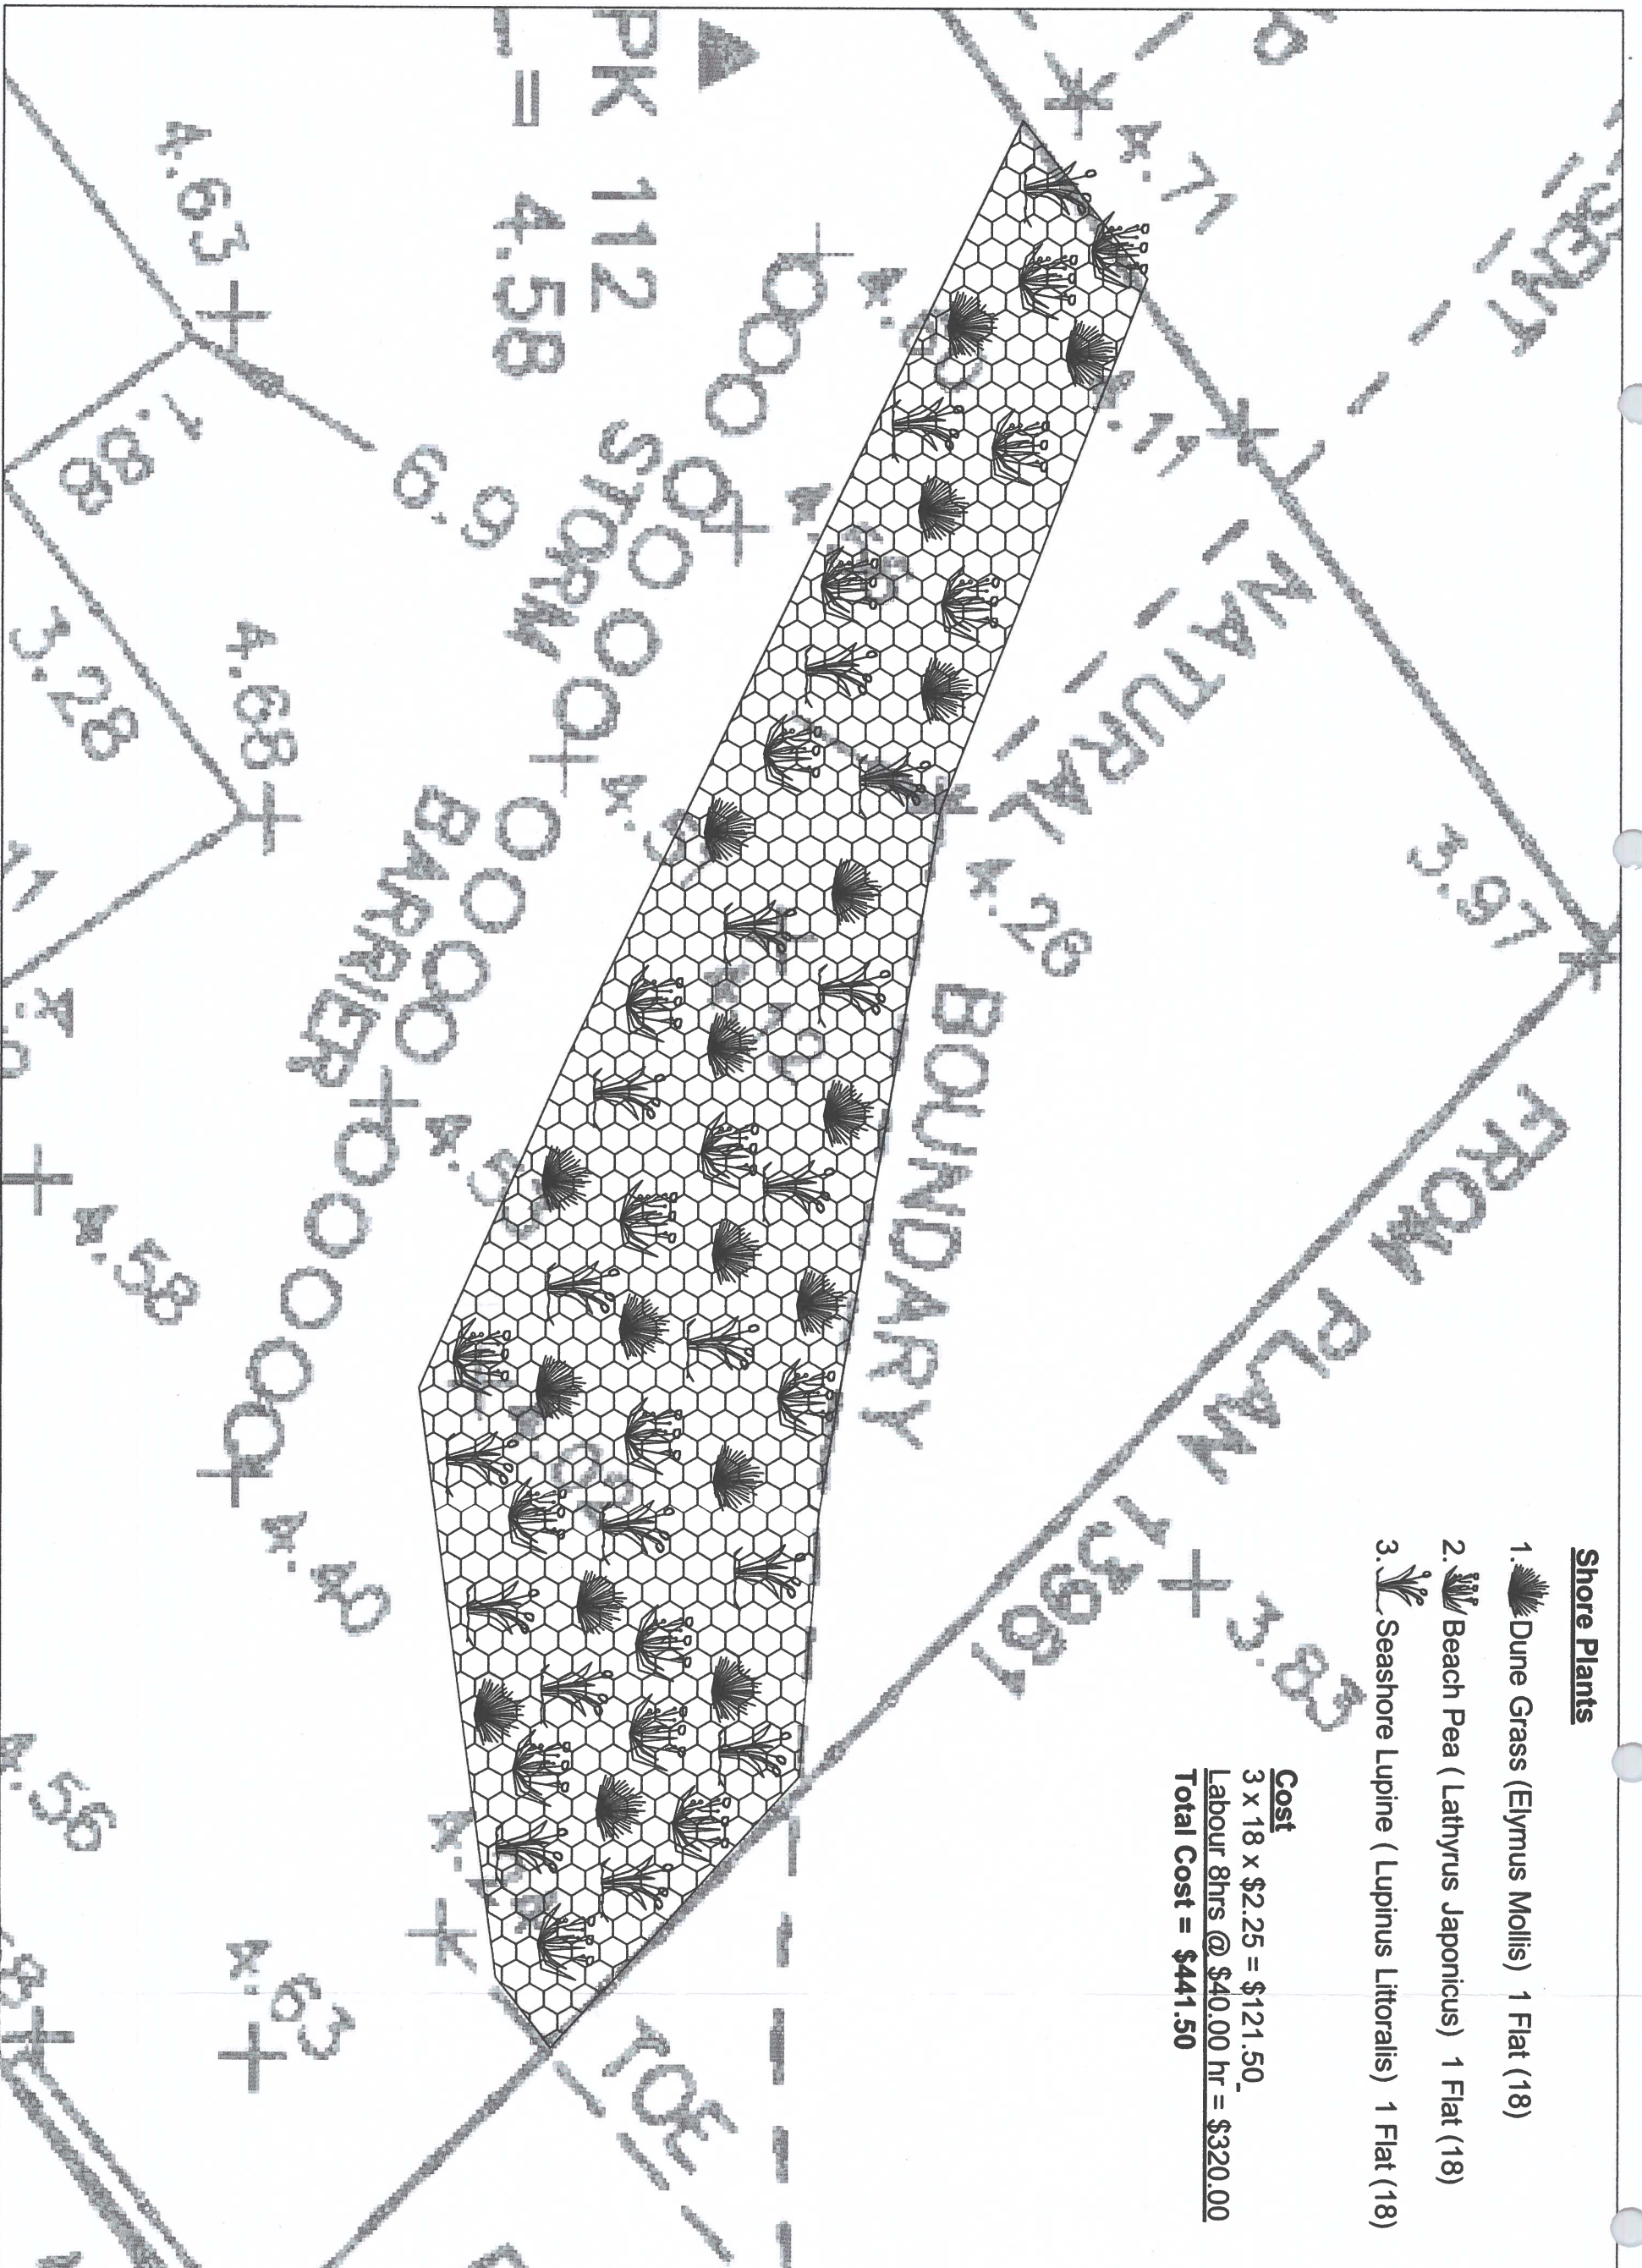 Shore Plants
1. Dune Grass (Elymus Mollis) 1 Flat (18)
2. Beach Pea ( Lathyrus Japonicus) 1 Flat (18)
3. Seashore Lupine ( Lupinus Littoralis) 1 Flat (18)
Cost
3 x 18 x $2.25 = $121.50
Labour 8hrs @ $40.00 hr = $320.00
Total Cost = $441.50
SENT
4.71
3.97
NATURAL
BOUNDARY
FROM PLAN
13961
3.83
4.28
TOE
PK 112
= 4.58
STORM
BARRIER
4.63
1.88
6.9
3.28
4.68
4.58
4.40
4.56
4.63